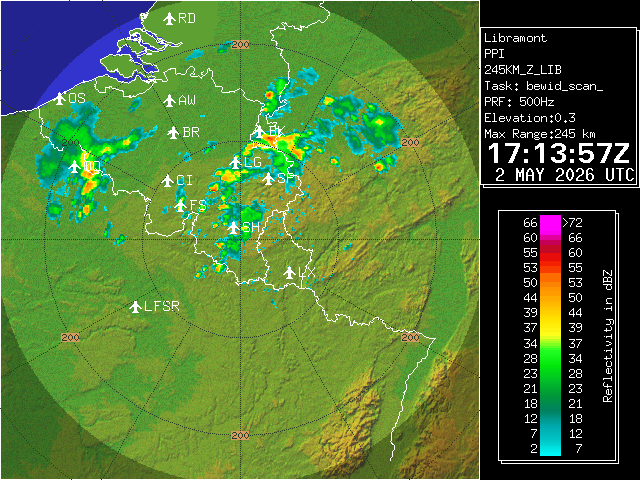 RD
200
OS
AW
BR
BK
200
LG
CI
SP
FS
SH
LX
LFSR
200
200
200
Libramont
PPI
245KM_Z_LIB
Task: bewid_scan_
PRF: 500Hz
Elevation:0.3
Max Range:245 km
17:13:57Z
2 MAY 2026 UTC
66 >72
60 66
55 60
53 55
50 53
44 50
39 44
37 39
34 37
28 34
23 28
21 23
18 21
12 18
7 12
2 7
Reflectivity in dBZ